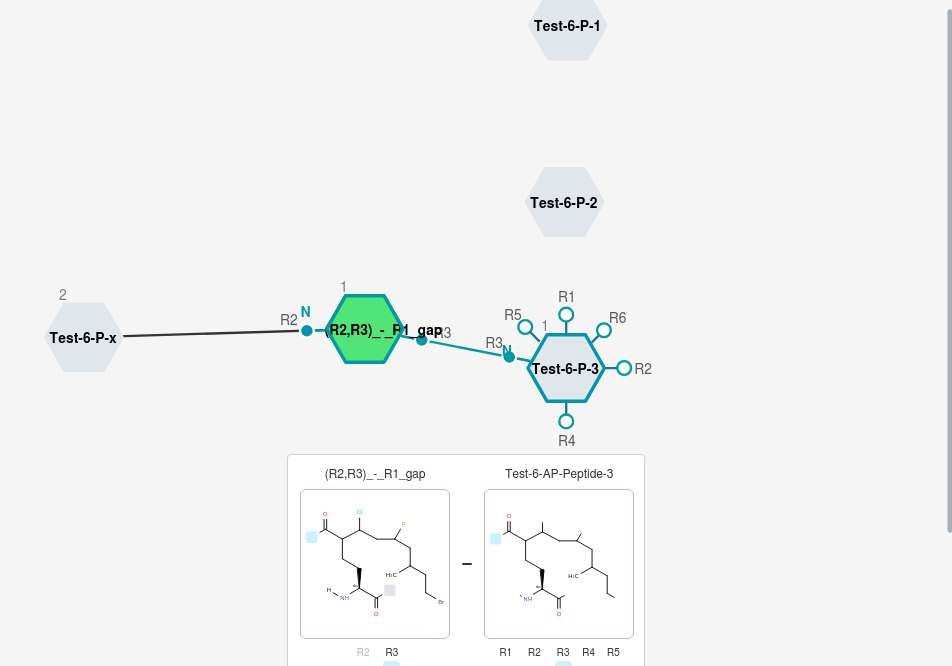 Test-6-P-1
Test-6-P-2
2
1
N
R2
R3
Test-6-P-x
(R2,R3)_-_R1_gap
R1
R5
1
R6
R3
N
Test-6-P-3
R2
R4
(R2,R3)_-_R1_gap
Test-6-AP-Peptide-3
O
Cl
F
H₃C
H
NH
O
Br
–
O
H₃C
NH
O
R2 R3
R1 R2 R3 R4 R5